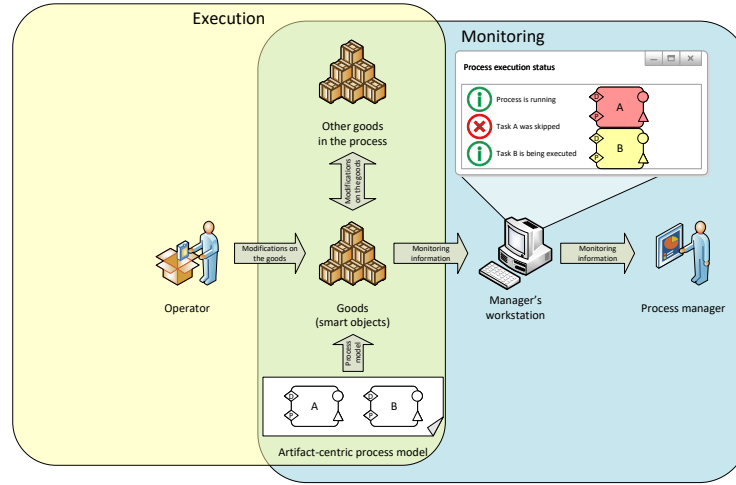 Execution
Monitoring
Process execution status
Process is running
Task A was skipped
Task B is being executed
D
P
A
D
P
B
Other goods
in the process
Modifications
on the goods
Modifications on
the goods
Monitoring
information
Monitoring
information
Operator
Goods
(smart objects)
Manager's
workstation
Process manager
Process
model
D
P
A
D
P
B
Artifact-centric process model